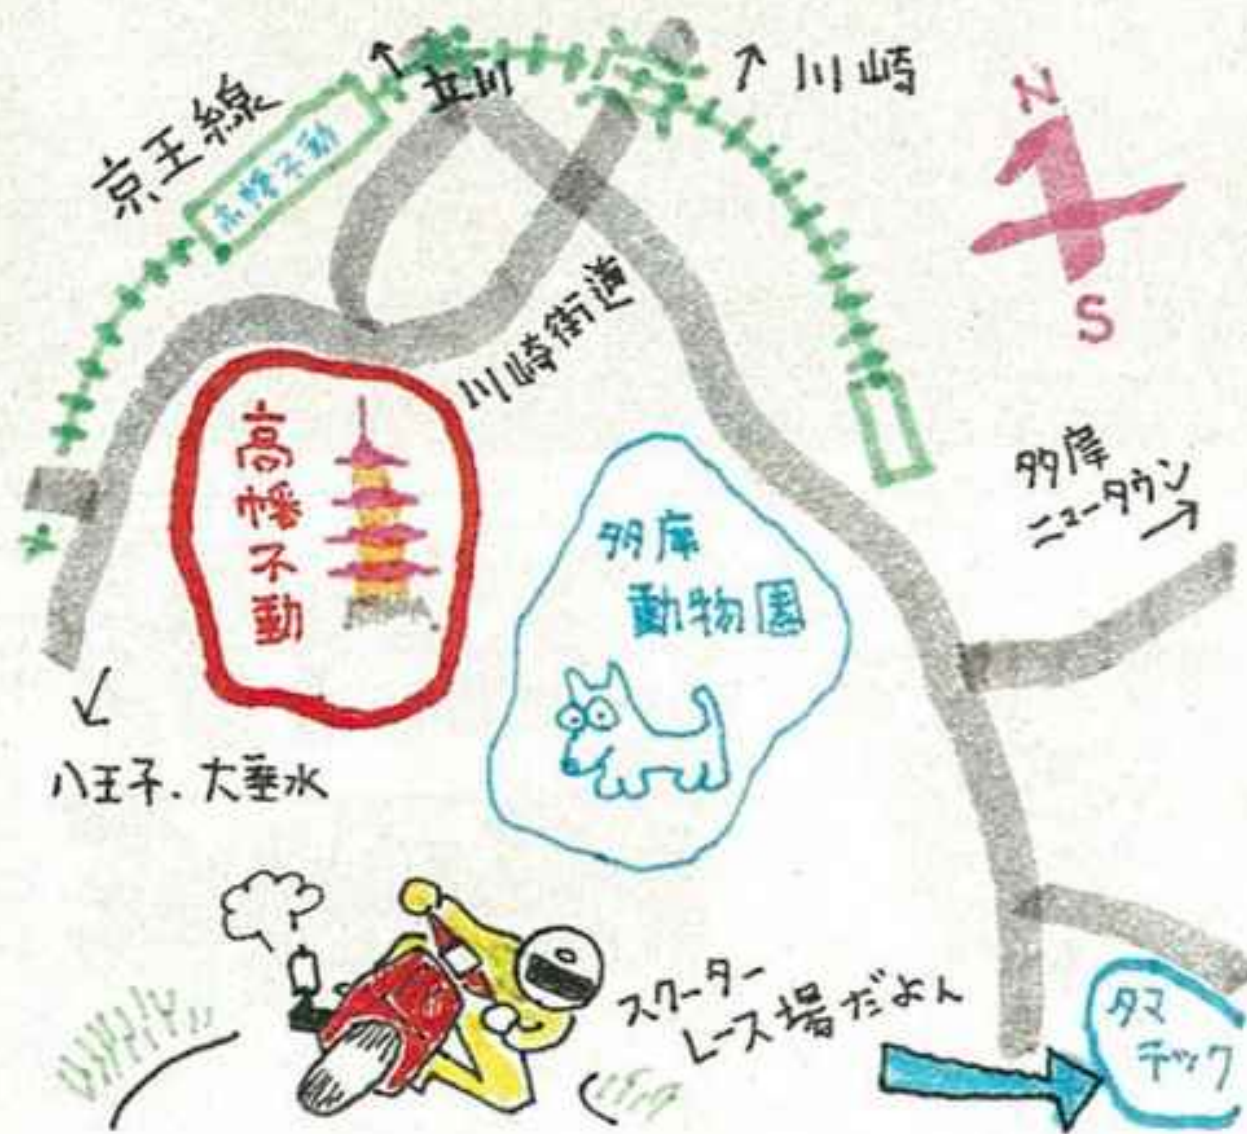 京王線
高幡不動
立川
川崎
N
S
川崎街道
高幡不動
多摩
動物園
多摩
ニュータウン
八王子、大垂水
スクーター
レース場だよん
タマ
テック